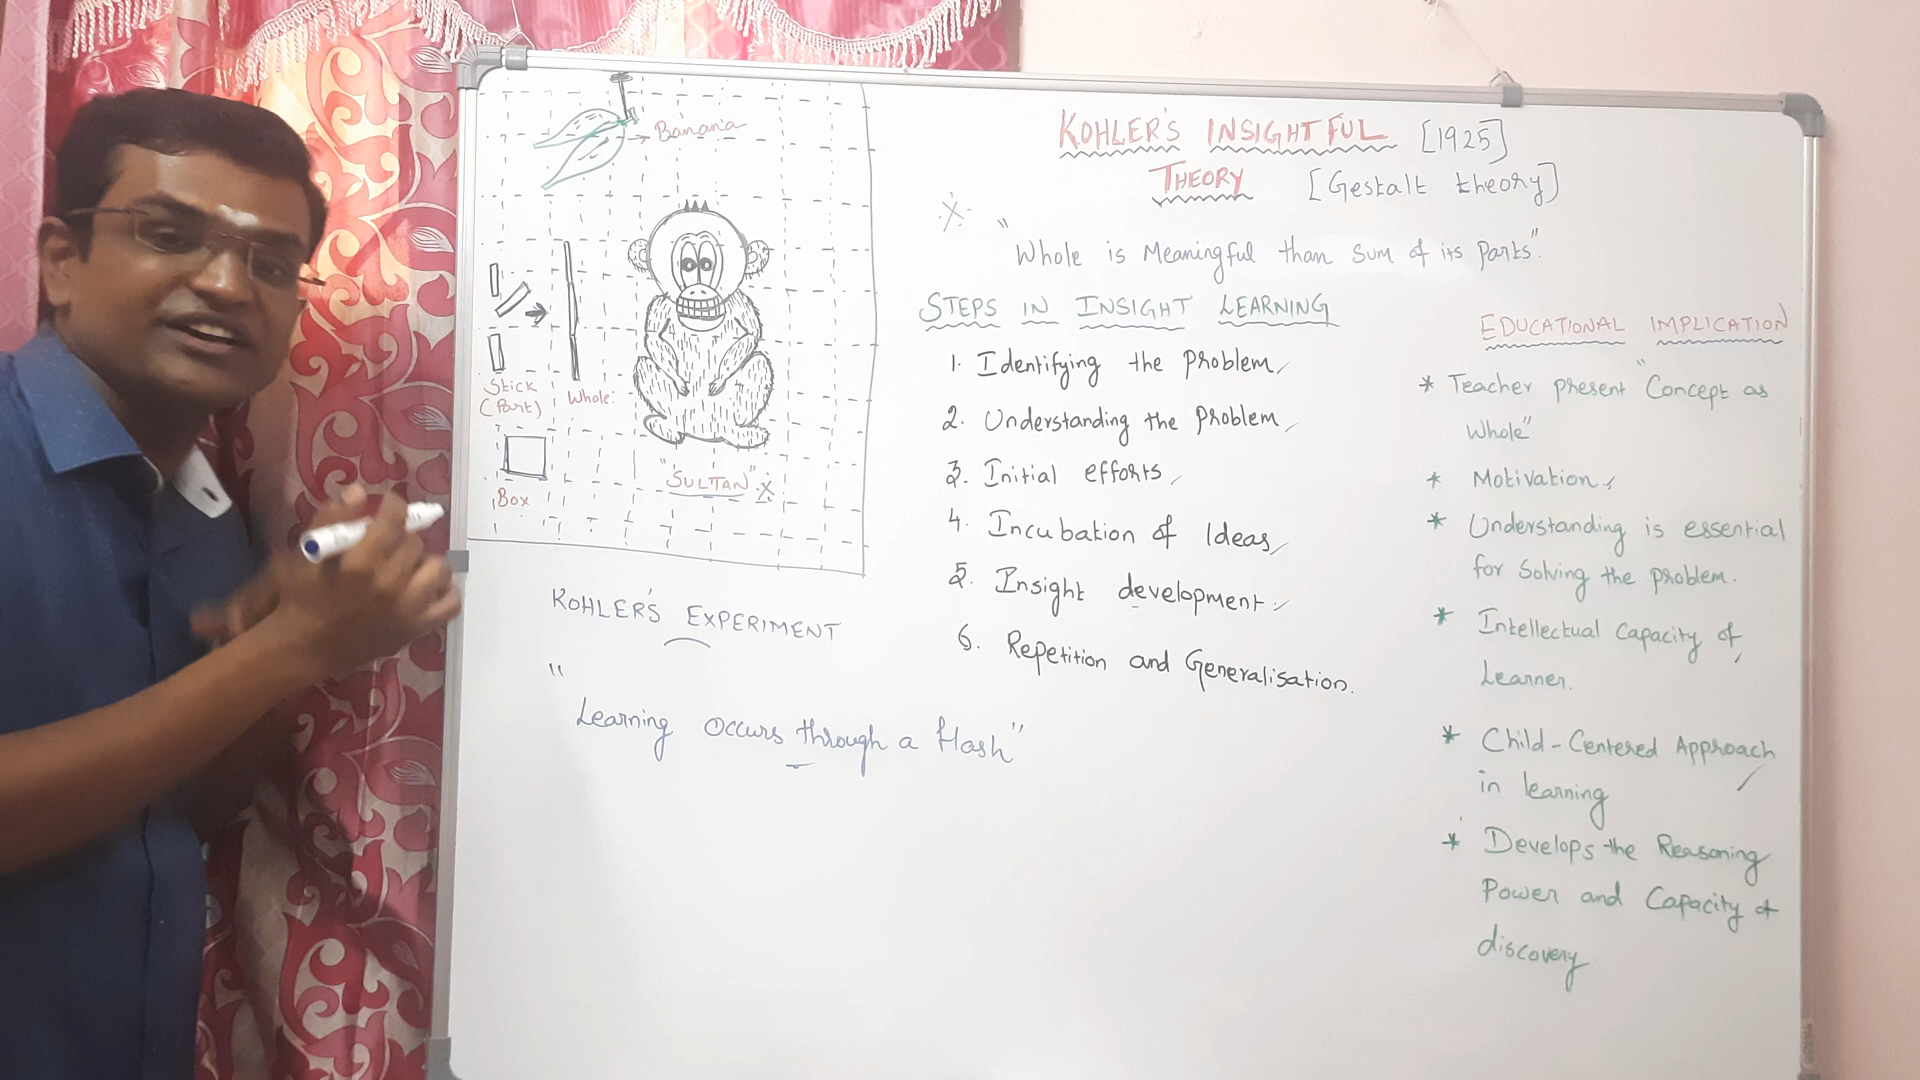 Banana
Stick
(Part)
Whole.
Box
"SULTAN"
KOHLER'S EXPERIMENT
"Learning Occurs through a flash"
KOHLER'S INSIGHTFUL [1925]
THEORY [Gestalt theory]
"Whole is Meaningful than Sum of its Parts".
STEPS IN INSIGHT LEARNING
1. Identifying the Problem
2. Understanding the Problem
3. Initial efforts
4. Incubation of Ideas
5. Insight development
6. Repetition and Generalisation.
EDUCATIONAL IMPLICATION
* Teacher present "Concept as
Whole"
* Motivation
* Understanding is essential
for Solving the problem.
* Intellectual Capacity of
Learner.
* Child-Centered Approach
in learning
* Develops the Reasoning
Power and Capacity of
discovery